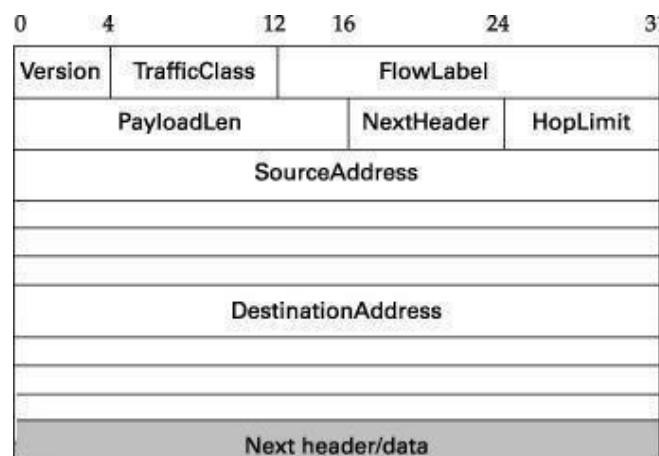 0 4 12 16 24 31
Version TrafficClass FlowLabel
PayloadLen NextHeader HopLimit
SourceAddress
DestinationAddress
Next header/data